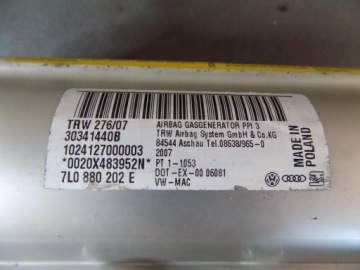 TRW 276/07
30341440B
1024127000003
*0020X483952N*
7L0 880 202 E
AIRBAG GASGENERATOR PPI 3
TRW Airbag System GmbH & Co.KG
84544 Aschau Tel.08638/965-0
2007
PT 1-1053
DOT-EX-00 06081
VW-MAC
MADE IN
POLAND